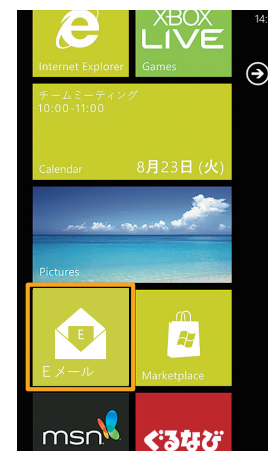 XBOX
LIVE
14:
Internet Explorer
Games
チームミーティング
10:00-11:00
Calendar
8月23日 (火)
Pictures
E
Eメール
Marketplace
msn
ぐるなび